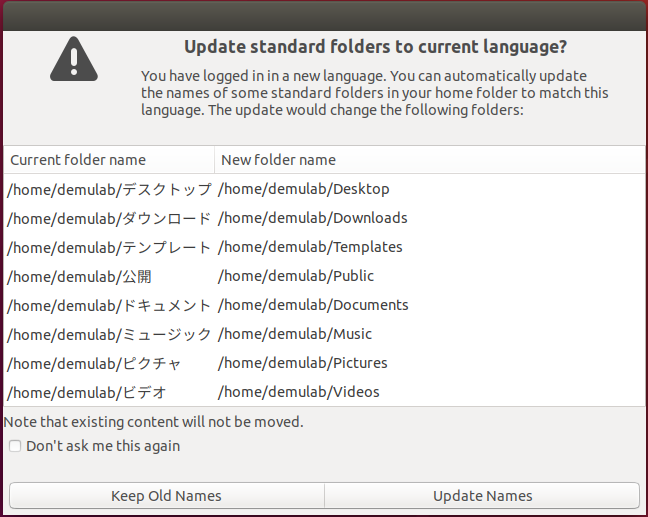 Update standard folders to current language?
You have logged in in a new language. You can automatically update
the names of some standard folders in your home folder to match this
language. The update would change the following folders:
Current folder name New folder name
/home/demulab/デスクトップ /home/demulab/Desktop
/home/demulab/ダウンロード /home/demulab/Downloads
/home/demulab/テンプレート /home/demulab/Templates
/home/demulab/公開 /home/demulab/Public
/home/demulab/ドキュメント /home/demulab/Documents
/home/demulab/ミュージック /home/demulab/Music
/home/demulab/ピクチャ /home/demulab/Pictures
/home/demulab/ビデオ /home/demulab/Videos
Note that existing content will not be moved.
Don't ask me this again
Keep Old Names Update Names